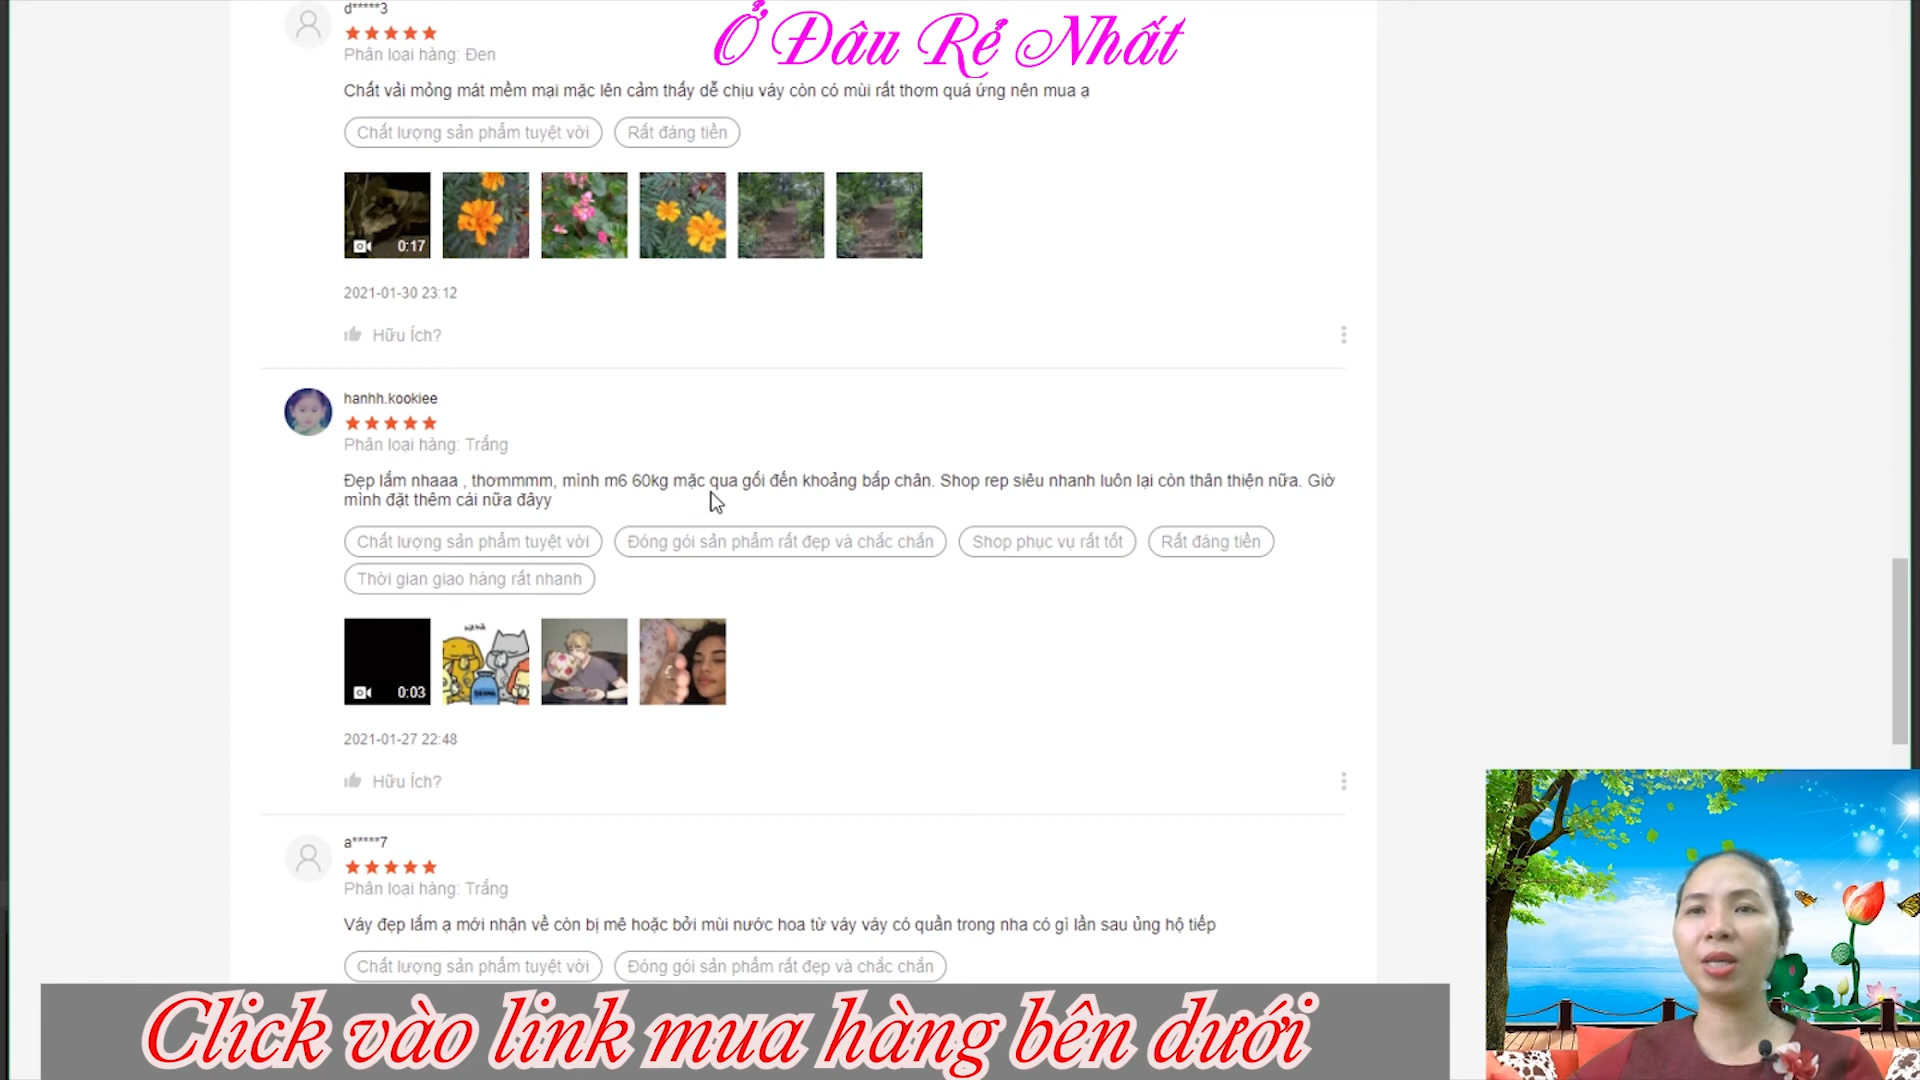 Ở Đâu Rẻ Nhất
d*****3
Phân loại hàng: Đen
Chất vải mỏng mát mềm mại mặc lên cảm thấy dễ chịu váy còn có mùi rất thơm quá ứng nên mua ạ
Chất lượng sản phẩm tuyệt vời
Rất đáng tiền
0:17
2021-01-30 23:12
Hữu Ích?
hanhh.kookiee
Phân loại hàng: Trắng
Đẹp lắm nhaaa , thommmm, mình m6 60kg mặc qua gối đến khoảng bắp chân. Shop rep siêu nhanh luôn lại còn thân thiện nữa. Giờ
mình đặt thêm cái nữa đâyy
Chất lượng sản phẩm tuyệt vời
Đóng gói sản phẩm rất đẹp và chắc chắn
Shop phục vụ rất tốt
Rất đáng tiền
Thời gian giao hàng rất nhanh
0:03
2021-01-27 22:48
Hữu Ích?
a*****7
Phân loại hàng: Trắng
Váy đẹp lắm ạ mới nhận về còn bị mê hoặc bởi mùi nước hoa từ váy váy có quần trong nha có gì lần sau ủng hộ tiếp
Chất lượng sản phẩm tuyệt vời
Đóng gói sản phẩm rất đẹp và chắc chắn
Click vào link mua hàng bên dưới